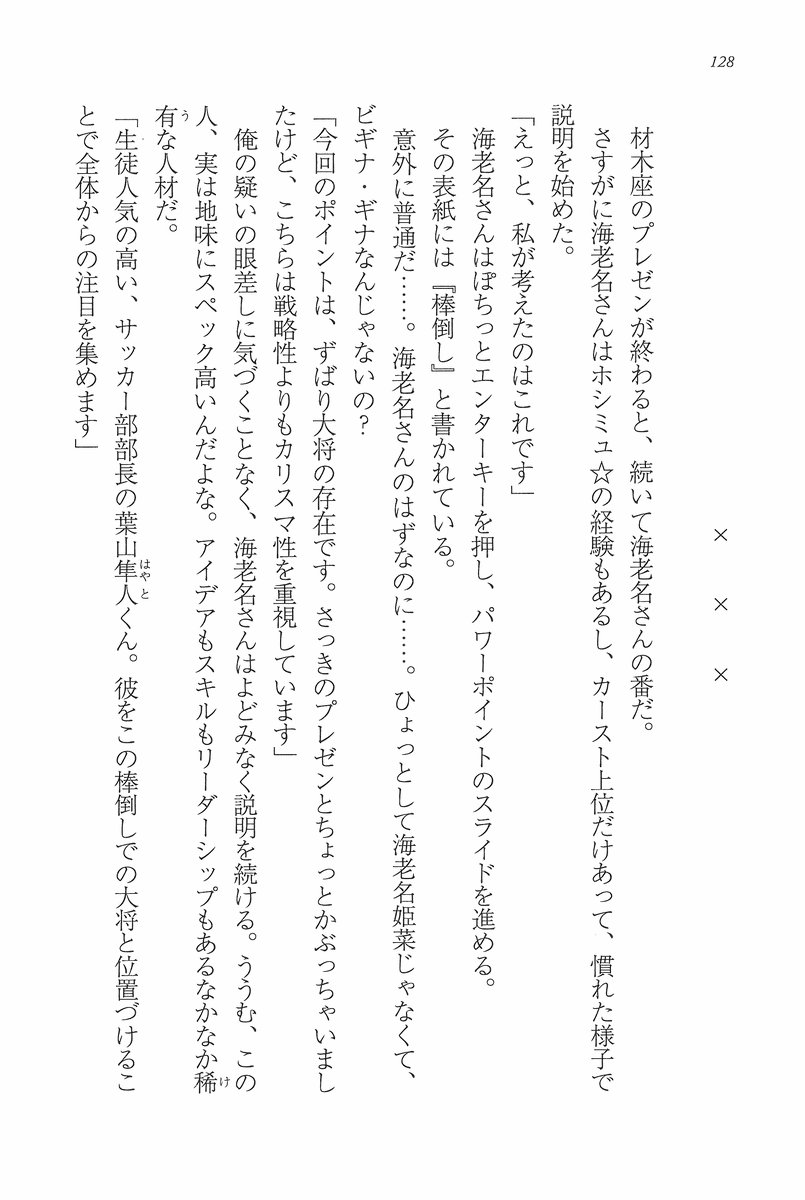 128
× × ×
材木座のプレゼンが終わると、続いて海老名さんの番だ。
さすがに海老名さんはホシミュ☆の経験もあるし、カースト上位だけあって、慣れた様子で
説明を始めた。
「えっと、私が考えたのはこれです」
海老名さんはぽちっとエンターキーを押し、パワーポイントのスライドを進める。
その表紙には『棒倒し』と書かれている。
意外に普通だ……。海老名さんのはずなのに……。ひょっとして海老名姫菜じゃなくて、
ビギナ・ギナなんじゃないの？
「今回のポイントは、ずばり大将の存在です。さっきのプレゼンとちょっとかぶっちゃいまし
たけど、こちらは戦略性よりもカリスマ性を重視しています」
俺の疑いの眼差しに気づくことなく、海老名さんはよどみなく説明を続ける。ううむ、この
人、実は地味にスペック高いんだよな。アイデアもスキルもリーダーシップもあるなかなか稀け
有うな人材だ。
「生徒人気の高い、サッカー部部長の葉山隼人はやとくん。彼をこの棒倒しでの大将と位置づけるこ
とで全体からの注目を集めます」